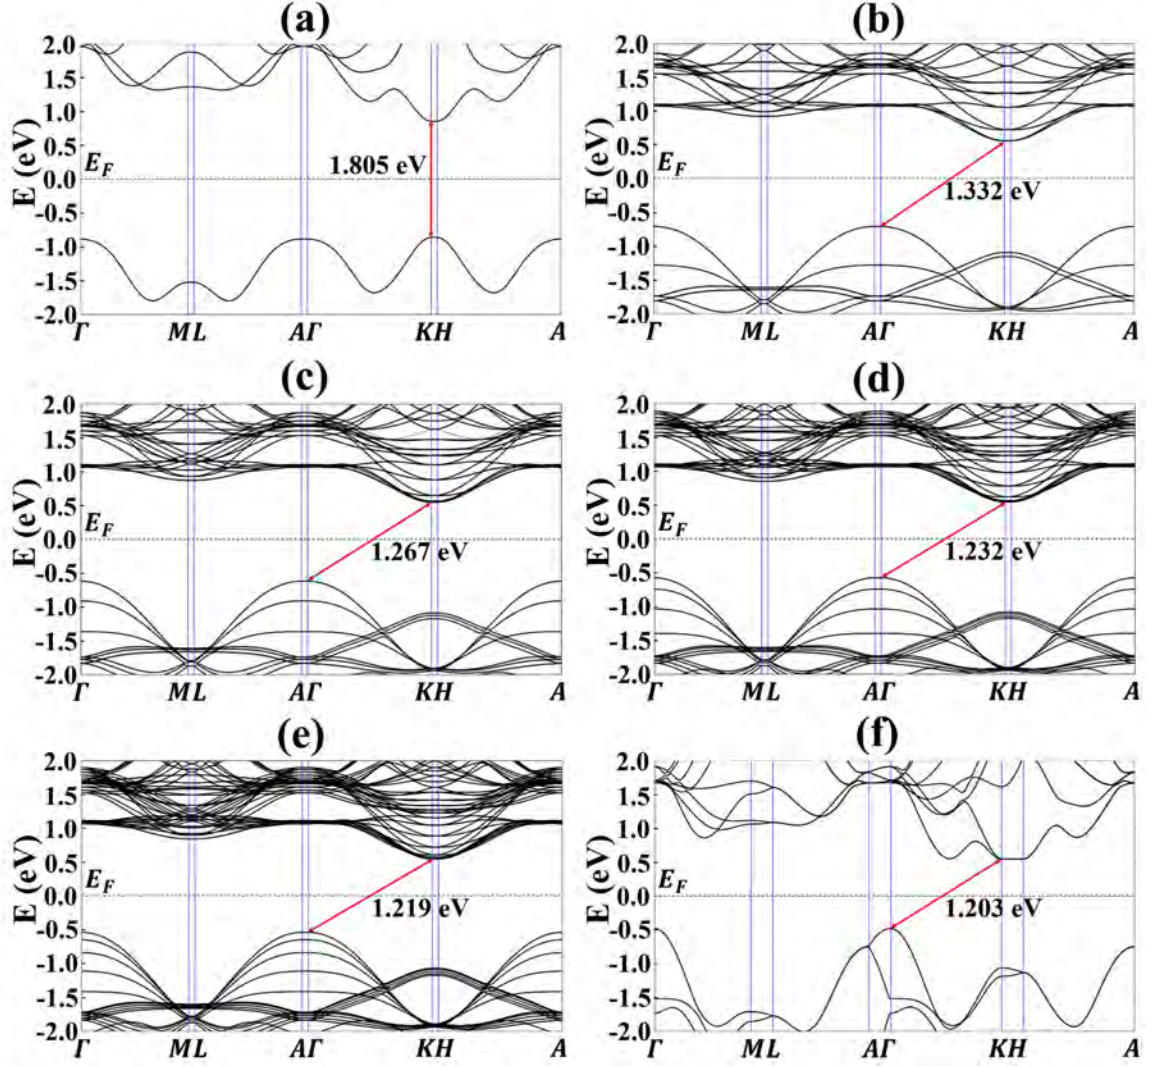 (a)
E (eV)
2.0
1.5
1.0
0.5
0.0
-0.5
-1.0
-1.5
-2.0
E_F
1.805 eV
Γ M L A Γ K H A
(b)
E (eV)
2.0
1.5
1.0
0.5
0.0
-0.5
-1.0
-1.5
-2.0
E_F
1.332 eV
Γ M L A Γ K H A
(c)
E (eV)
2.0
1.5
1.0
0.5
0.0
-0.5
-1.0
-1.5
-2.0
E_F
1.267 eV
Γ M L A Γ K H A
(d)
E (eV)
2.0
1.5
1.0
0.5
0.0
-0.5
-1.0
-1.5
-2.0
E_F
1.232 eV
Γ M L A Γ K H A
(e)
E (eV)
2.0
1.5
1.0
0.5
0.0
-0.5
-1.0
-1.5
-2.0
E_F
1.219 eV
Γ M L A Γ K H A
(f)
E (eV)
2.0
1.5
1.0
0.5
0.0
-0.5
-1.0
-1.5
-2.0
E_F
1.203 eV
Γ M L A Γ K H A